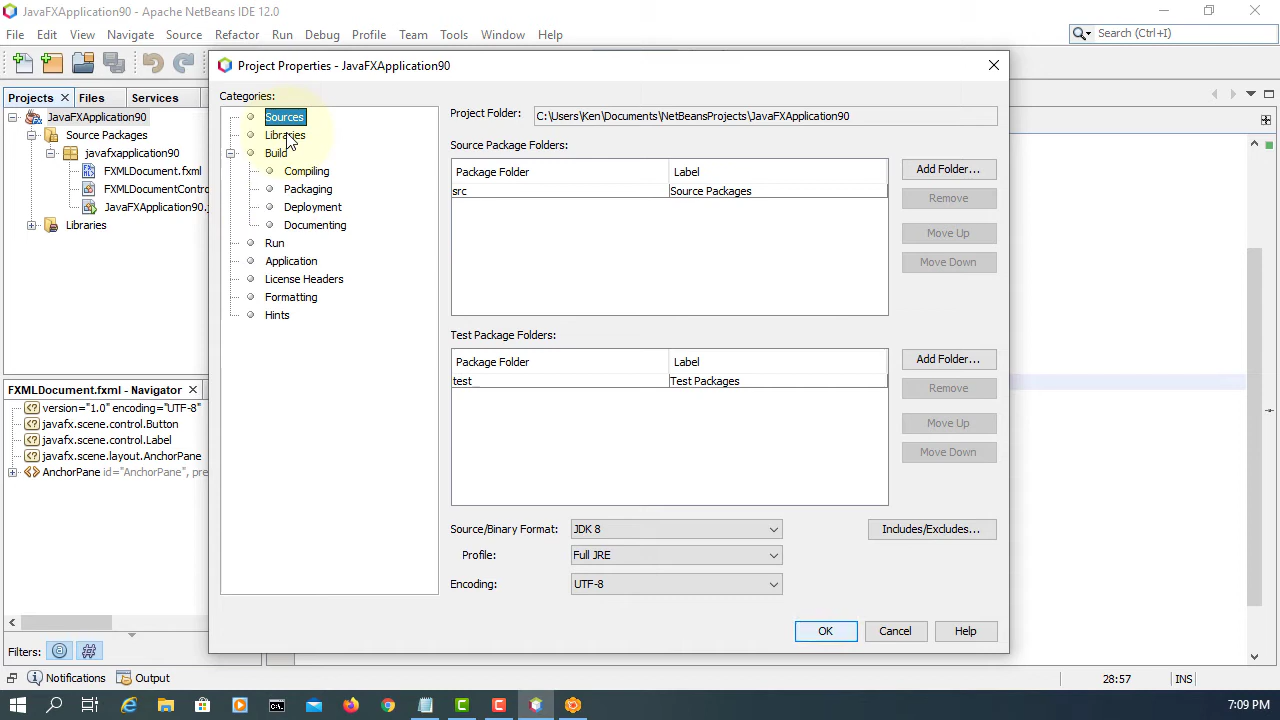 JavaFXApplication90 - Apache NetBeans IDE 12.0
File Edit View Navigate Source Refactor Run Debug Profile Team Tools Window Help
Search (Ctrl+I)
Projects Files Services
JavaFXApplication90
Source Packages
javafxapplication90
FXMLDocument.fxml
FXMLDocumentContro
JavaFXApplication90.
Libraries
FXMLDocument.fxml - Navigator
version="1.0" encoding="UTF-8"
javafx.scene.control.Button
javafx.scene.control.Label
javafx.scene.layout.AnchorPane
AnchorPane id="AnchorPane", pre
Filters:
Project Properties - JavaFXApplication90
Categories:
Sources
Libraries
Build
Compiling
Packaging
Deployment
Documenting
Run
Application
License Headers
Formatting
Hints
Project Folder: C:\Users\Ken\Documents\NetBeansProjects\JavaFXApplication90
Source Package Folders:
Package Folder Label
src Source Packages
Add Folder...
Remove
Move Up
Move Down
Test Package Folders:
Package Folder Label
test Test Packages
Add Folder...
Remove
Move Up
Move Down
Source/Binary Format: JDK 8
Includes/Excludes...
Profile: Full JRE
Encoding: UTF-8
OK Cancel Help
Notifications Output
28:57 INS
7:09 PM